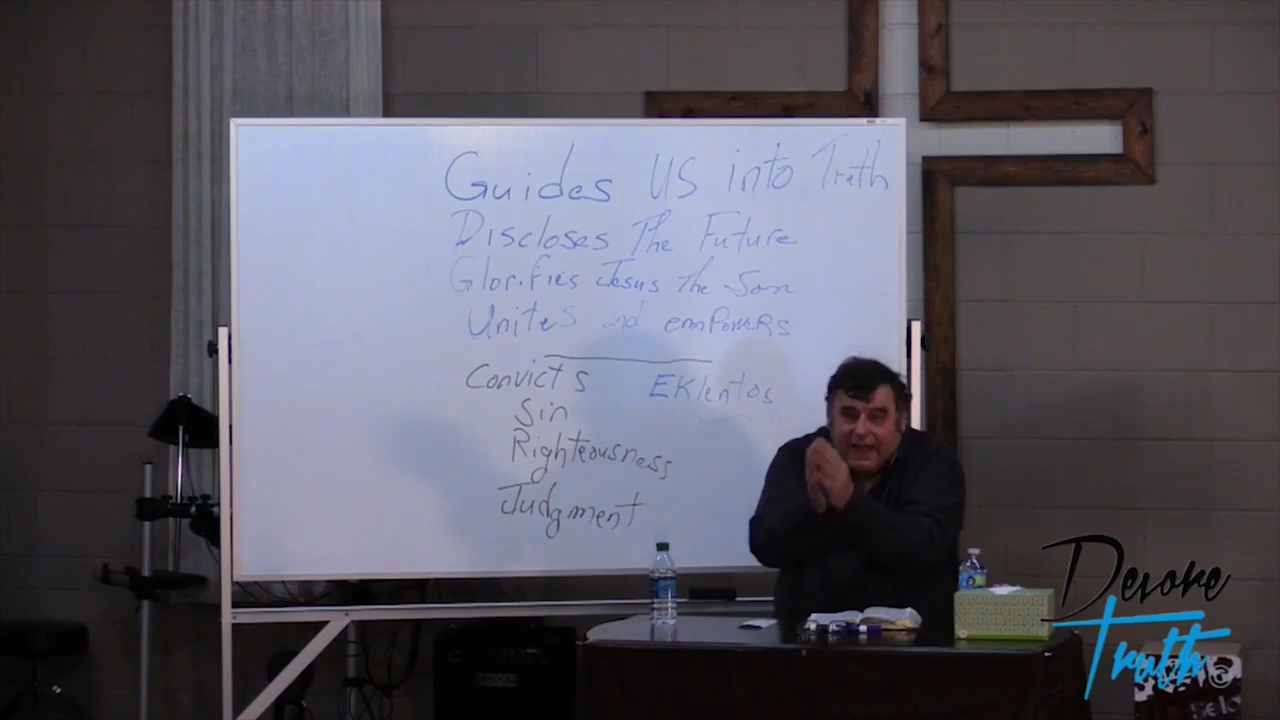 Guides US into Truth
Discloses The Future
Glorifies Jesus The Son
Unites and emPoweRs
Convicts EKlentos
Sin
Righteousness
Judgment
Desore
Truth